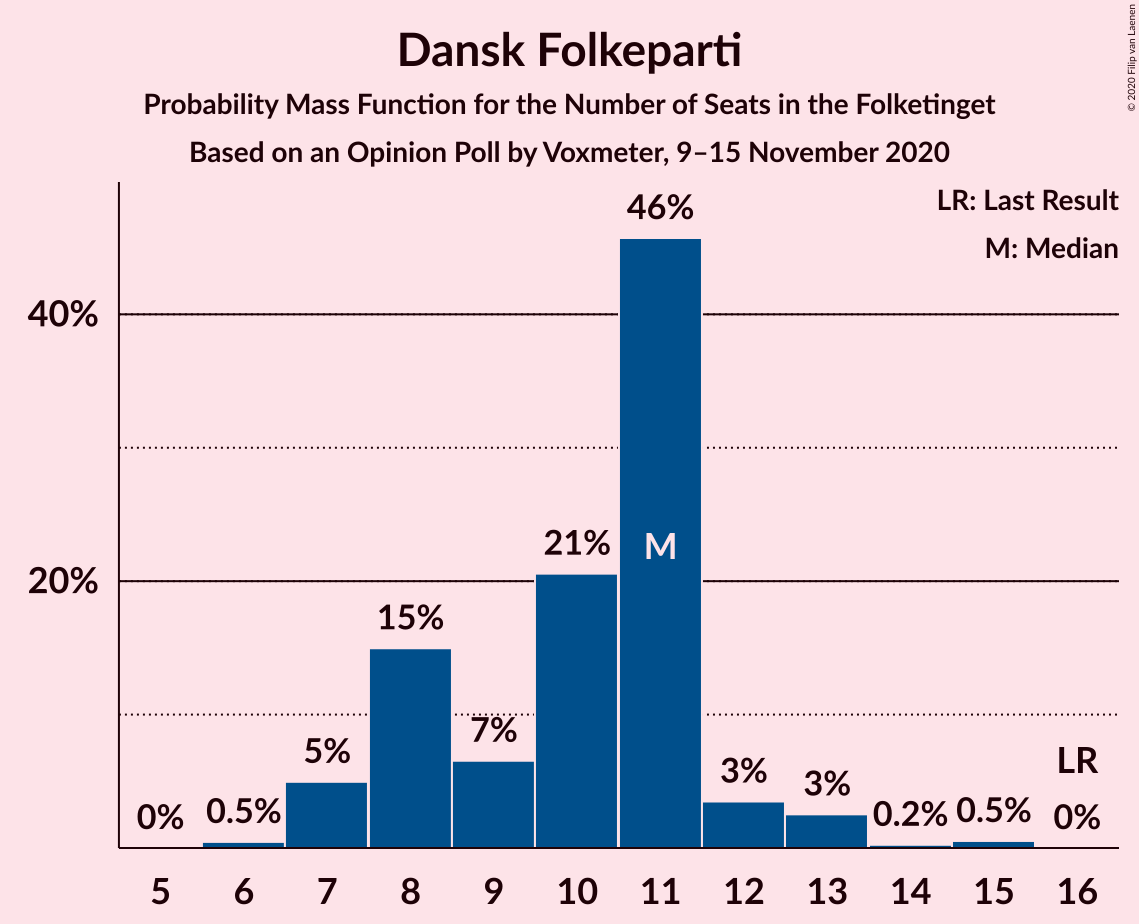 Dansk Folkeparti
Probability Mass Function for the Number of Seats in the Folketinget
Based on an Opinion Poll by Voxmeter, 9–15 November 2020
© 2020 Filip van Laenen
LR: Last Result
M: Median
46%
40%
21%
M
20%
15%
7%
5%
LR
3%
3%
0%
0.5%
0.2%
0.5%
0%
5 6 7 8 9 10 11 12 13 14 15 16